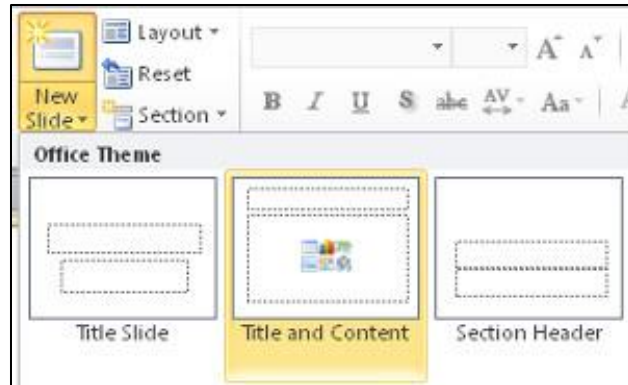 New Slide
Layout
Reset
Section
A A
B I U S abc AV Aa
Office Theme
Title Slide
Title and Content
Section Header